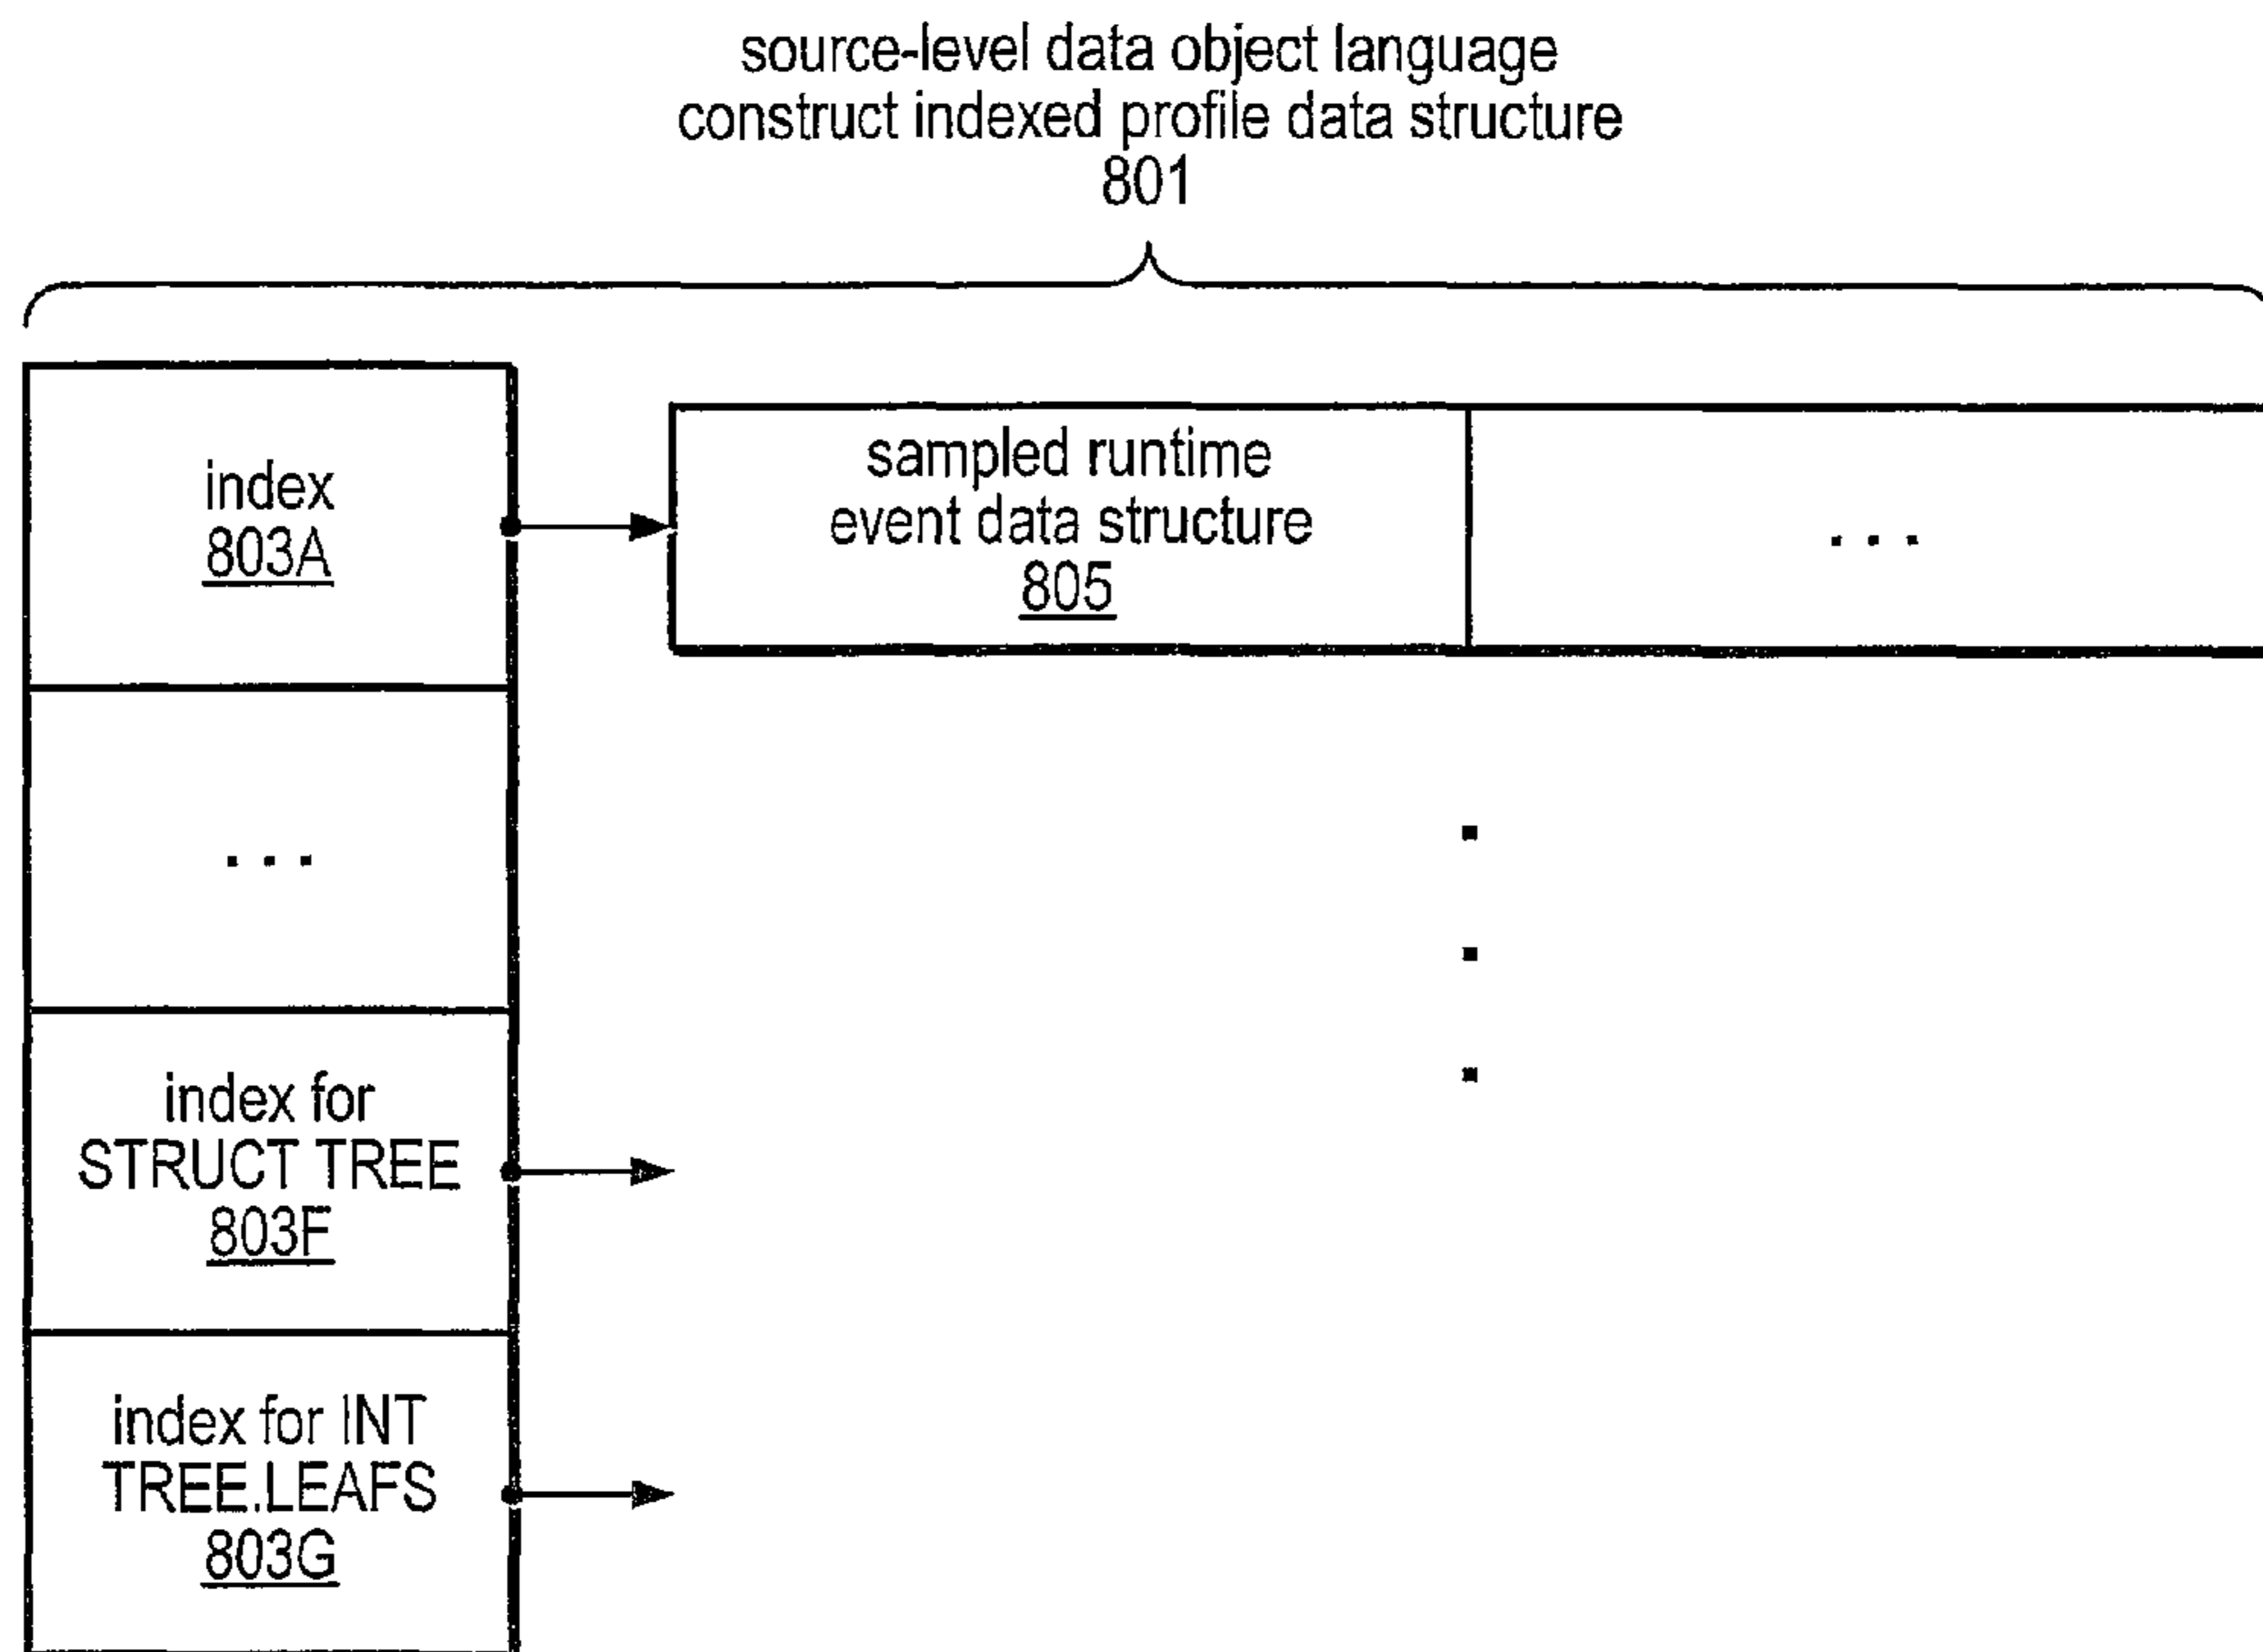 source-level data object language
construct indexed profile data structure
801
index
803A
sampled runtime
event data structure
805
. . .
. . .
index for
STRUCT TREE
803F
index for INT
TREE.LEAFS
803G